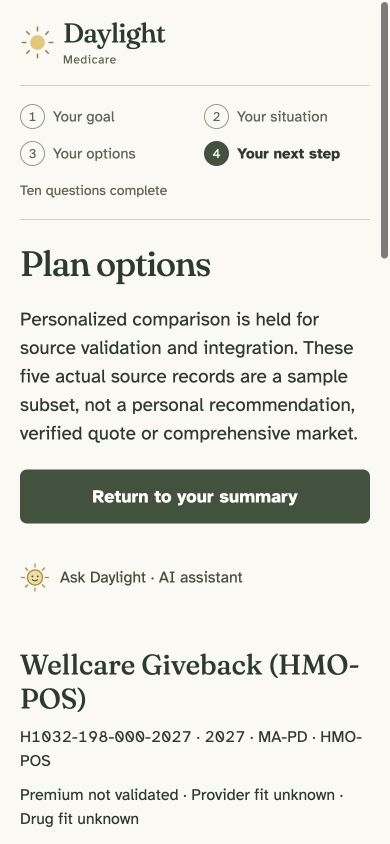 Daylight
Medicare
1 Your goal
2 Your situation
3 Your options
4 Your next step
Ten questions complete
Plan options
Personalized comparison is held for
source validation and integration. These
five actual source records are a sample
subset, not a personal recommendation,
verified quote or comprehensive market.
Return to your summary
Ask Daylight · AI assistant
Wellcare Giveback (HMO-
POS)
H1032-198-000-2027 · 2027 · MA-PD · HMO-
POS
Premium not validated · Provider fit unknown ·
Drug fit unknown